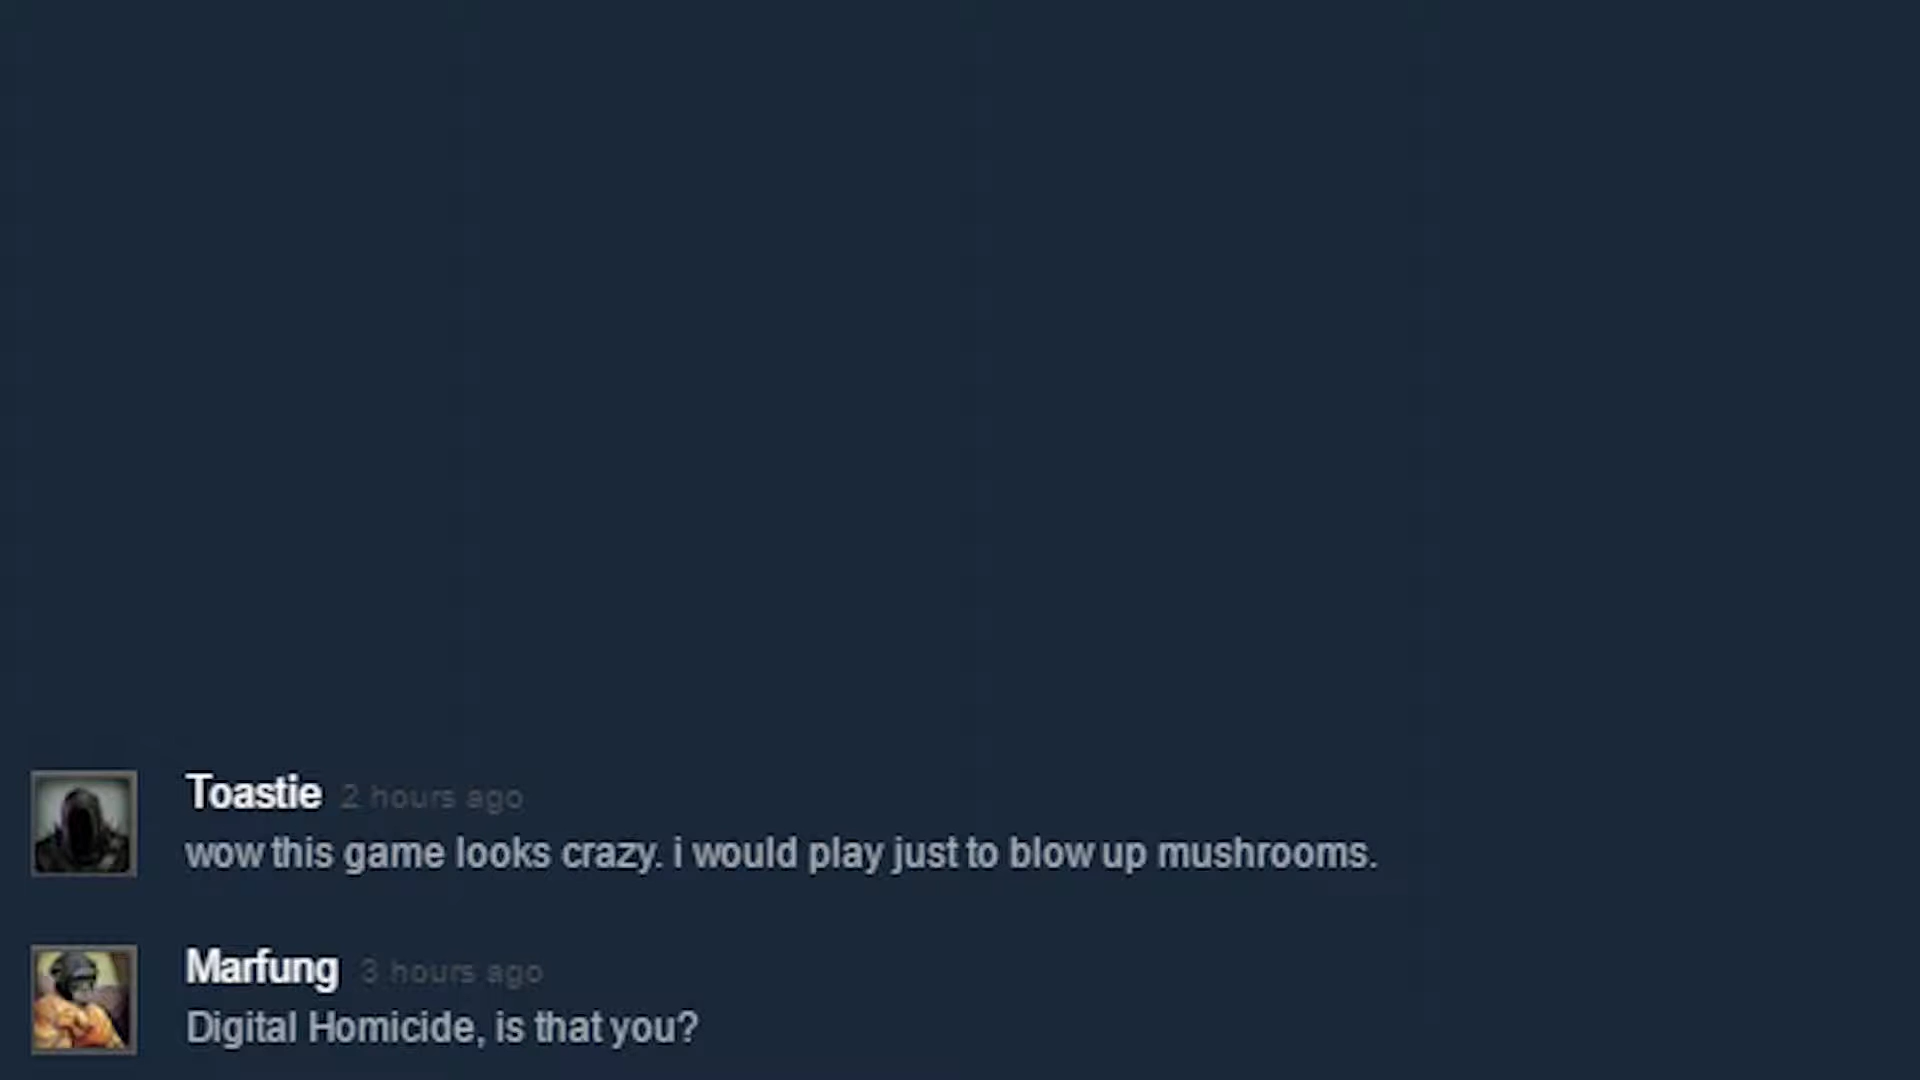 Toastie 2 hours ago
wow this game looks crazy. i would play just to blow up mushrooms.
Marfung 3 hours ago
Digital Homicide, is that you?